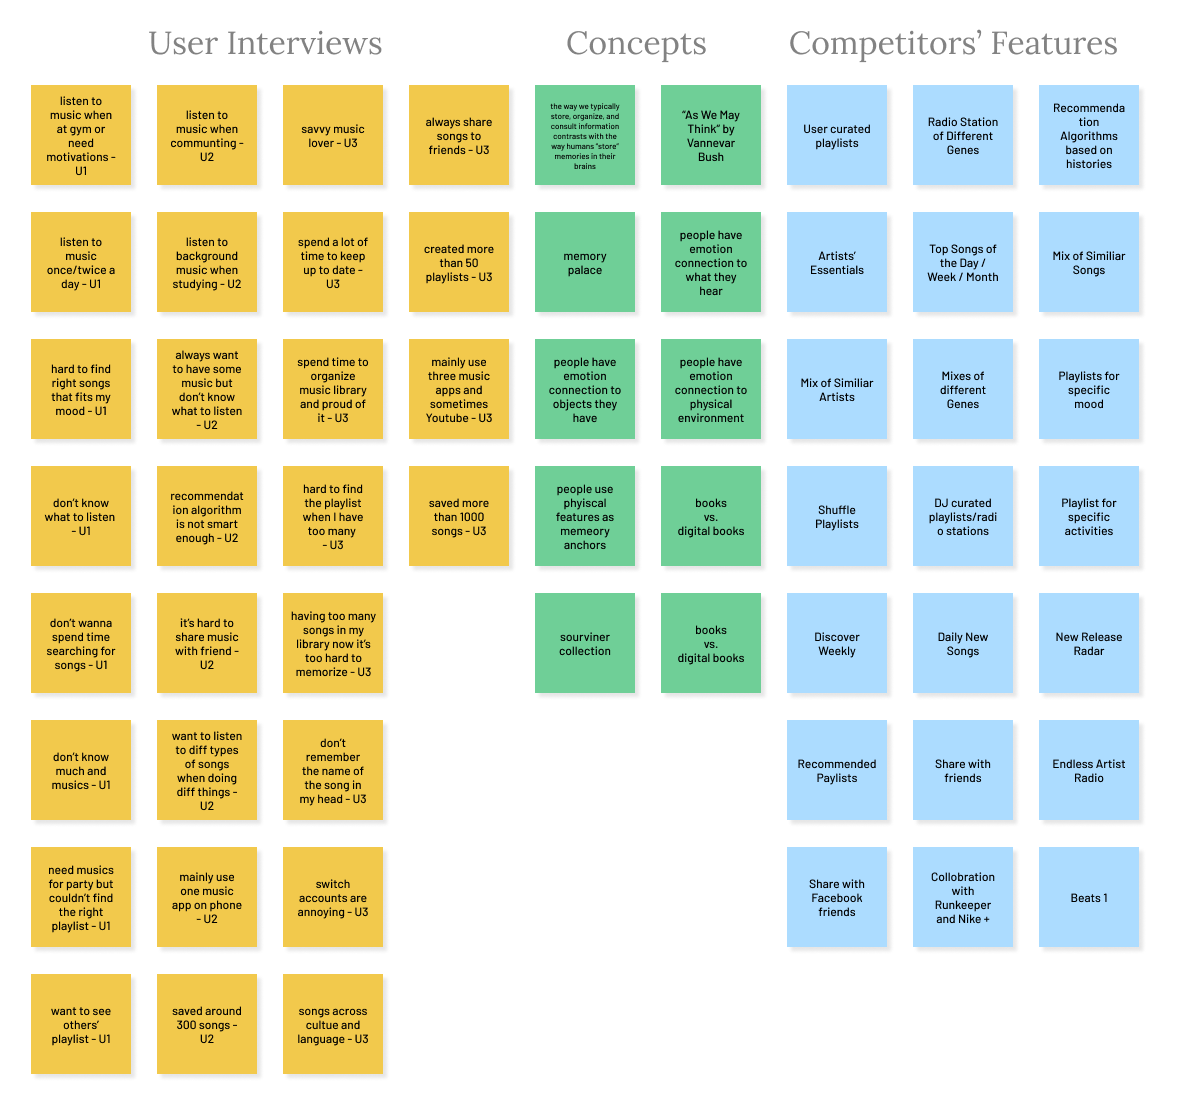 User Interviews
Concepts
Competitors’ Features
listen to
music when
at gym or
need
motivations -
U1
listen to
music when
communting -
U2
savvy music
lover - U3
always share
songs to
friends - U3
the way we typically
store, organize, and
consult information
contrasts with the
way humans “store”
memories in their
brains
“As We May
Think” by
Vannevar
Bush
User curated
playlists
Radio Station
of Different
Genes
Recommenda
tion
Algorithms
based on
histories
listen to
music
once/twice a
day - U1
listen to
background
music when
studying - U2
spend a lot of
time to keep
up to date -
U3
created more
than 50
playlists - U3
memory
palace
people have
emotion
connection to
what they
hear
Artists’
Essentials
Top Songs of
the Day /
Week / Month
Mix of Similiar
Songs
hard to find
right songs
that fits my
mood - U1
always want
to have some
music but
don’t know
what to listen
- U2
spend time to
organize
music library
and proud of
it - U3
mainly use
three music
apps and
sometimes
Youtube - U3
people have
emotion
connection to
objects they
have
people have
emotion
connection to
physical
environment
Mix of Similiar
Artists
Mixes of
different
Genes
Playlists for
specific
mood
don’t know
what to listen
- U1
recommendat
ion algorithm
is not smart
enough - U2
hard to find
the playlist
when I have
too many
- U3
saved more
than 1000
songs - U3
people use
phyiscal
features as
memeory
anchors
books
vs.
digital books
Shuffle
Playlists
DJ curated
playlists/radi
o stations
Playlist for
specific
activities
don’t wanna
spend time
searching for
songs - U1
it’s hard to
share music
with friend -
U2
having too many
songs in my
library now it’s
too hard to
memorize - U3
sourviner
collection
books
vs.
digital books
Discover
Weekly
Daily New
Songs
New Release
Radar
don’t know
much and
musics - U1
want to listen
to diff types
of songs
when doing
diff things -
U2
don’t
remember
the name of
the song in
my head - U3
Recommended
Paylists
Share with
friends
Endless Artist
Radio
need musics
for party but
couldn’t find
the right
playlist - U1
mainly use
one music
app on phone
- U2
switch
accounts are
annoying - U3
Share with
Facebook
friends
Collobration
with
Runkeeper
and Nike +
Beats 1
want to see
others’
playlist - U1
saved around
300 songs -
U2
songs across
cultue and
language - U3